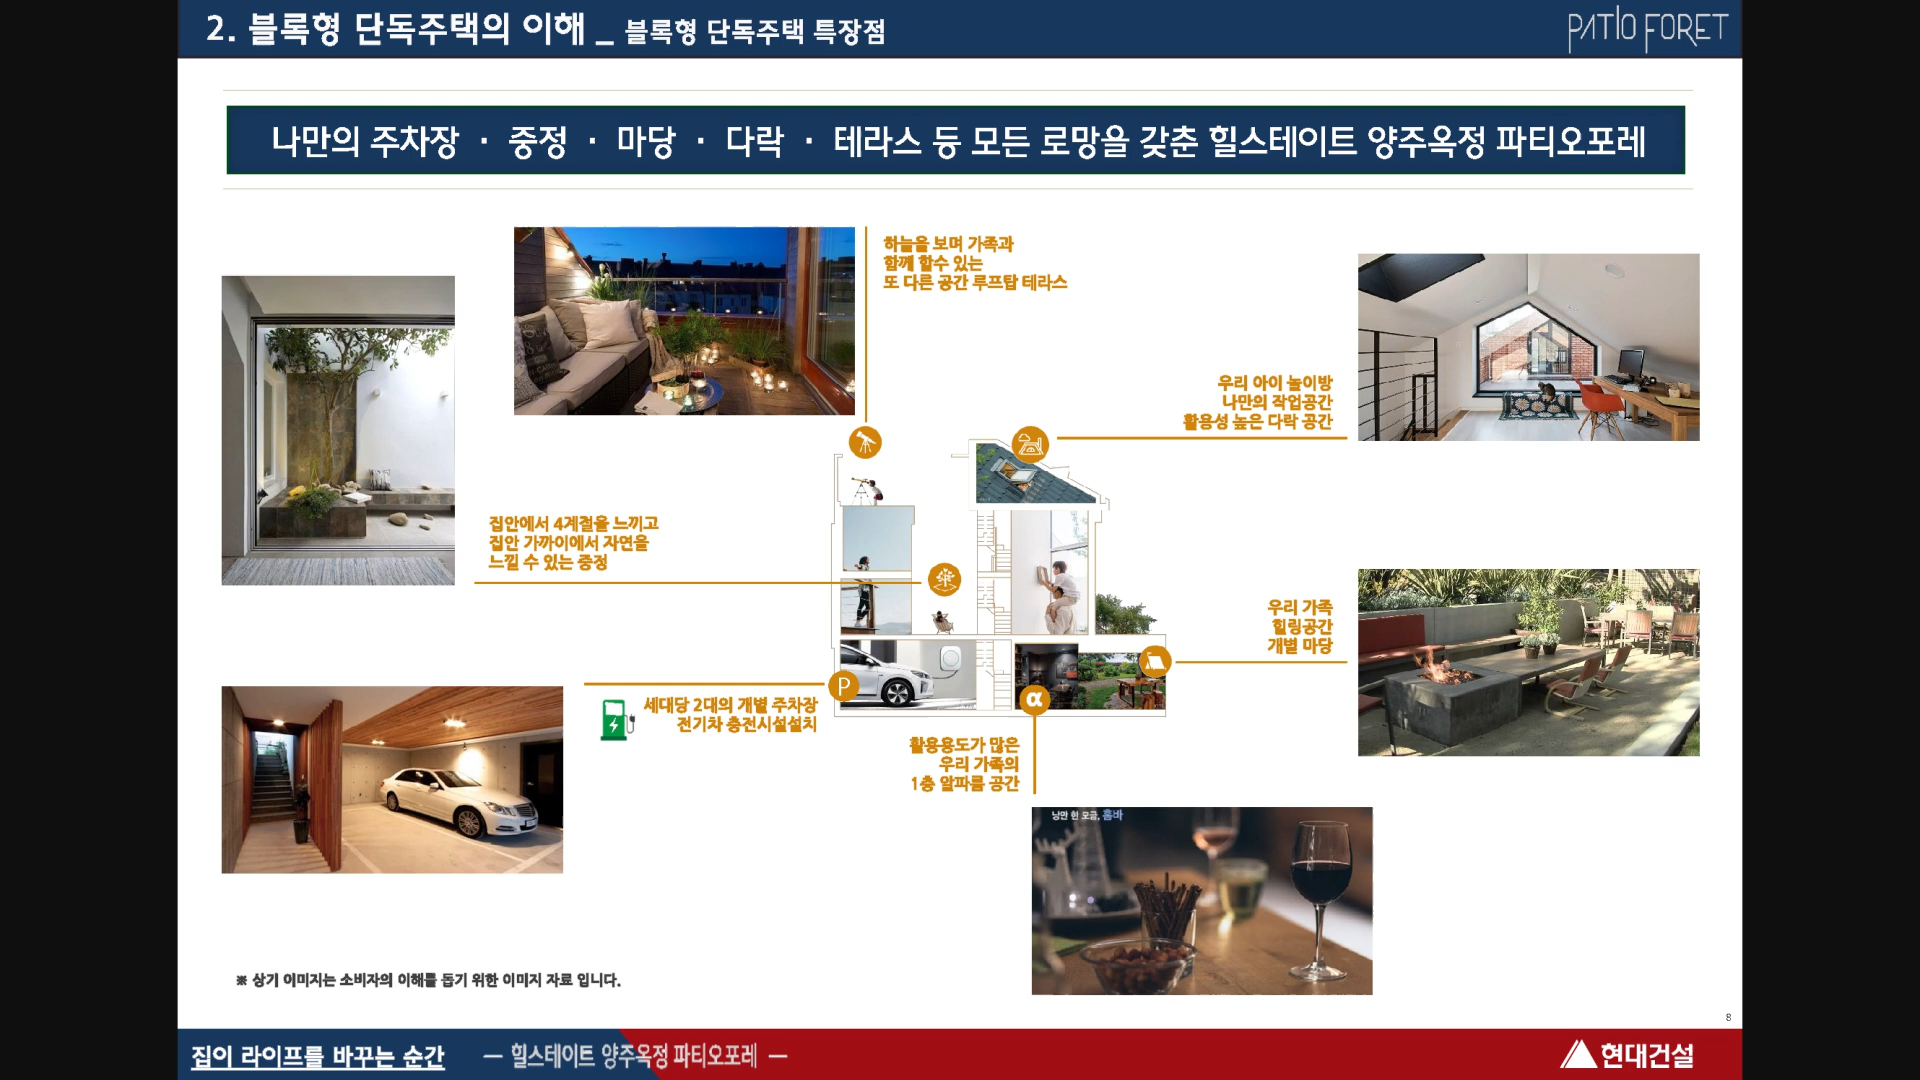 2. 블록형 단독주택의 이해 _ 블록형 단독주택 특장점
PATIO FORET
나만의 주차장 · 중정 · 마당 · 다락 · 테라스 등 모든 로망을 갖춘 힐스테이트 양주옥정 파티오포레
하늘을 보며 가족과
함께 할수 있는
또 다른 공간 루프탑 테라스
우리 아이 놀이방
나만의 작업공간
활용성 높은 다락 공간
집안에서 4계절을 느끼고
집안 가까이에서 자연을
느낄 수 있는 중정
우리 가족
힐링공간
개별 마당
P
세대당 2대의 개별 주차장
전기차 충전시설설치
α
활용용도가 많은
우리 가족의
1층 알파룸 공간
낭만 한 모금, 홈바
※ 상기 이미지는 소비자의 이해를 돕기 위한 이미지 자료 입니다.
8
집이 라이프를 바꾸는 순간
— 힐스테이트 양주옥정 파티오포레 —
현대건설